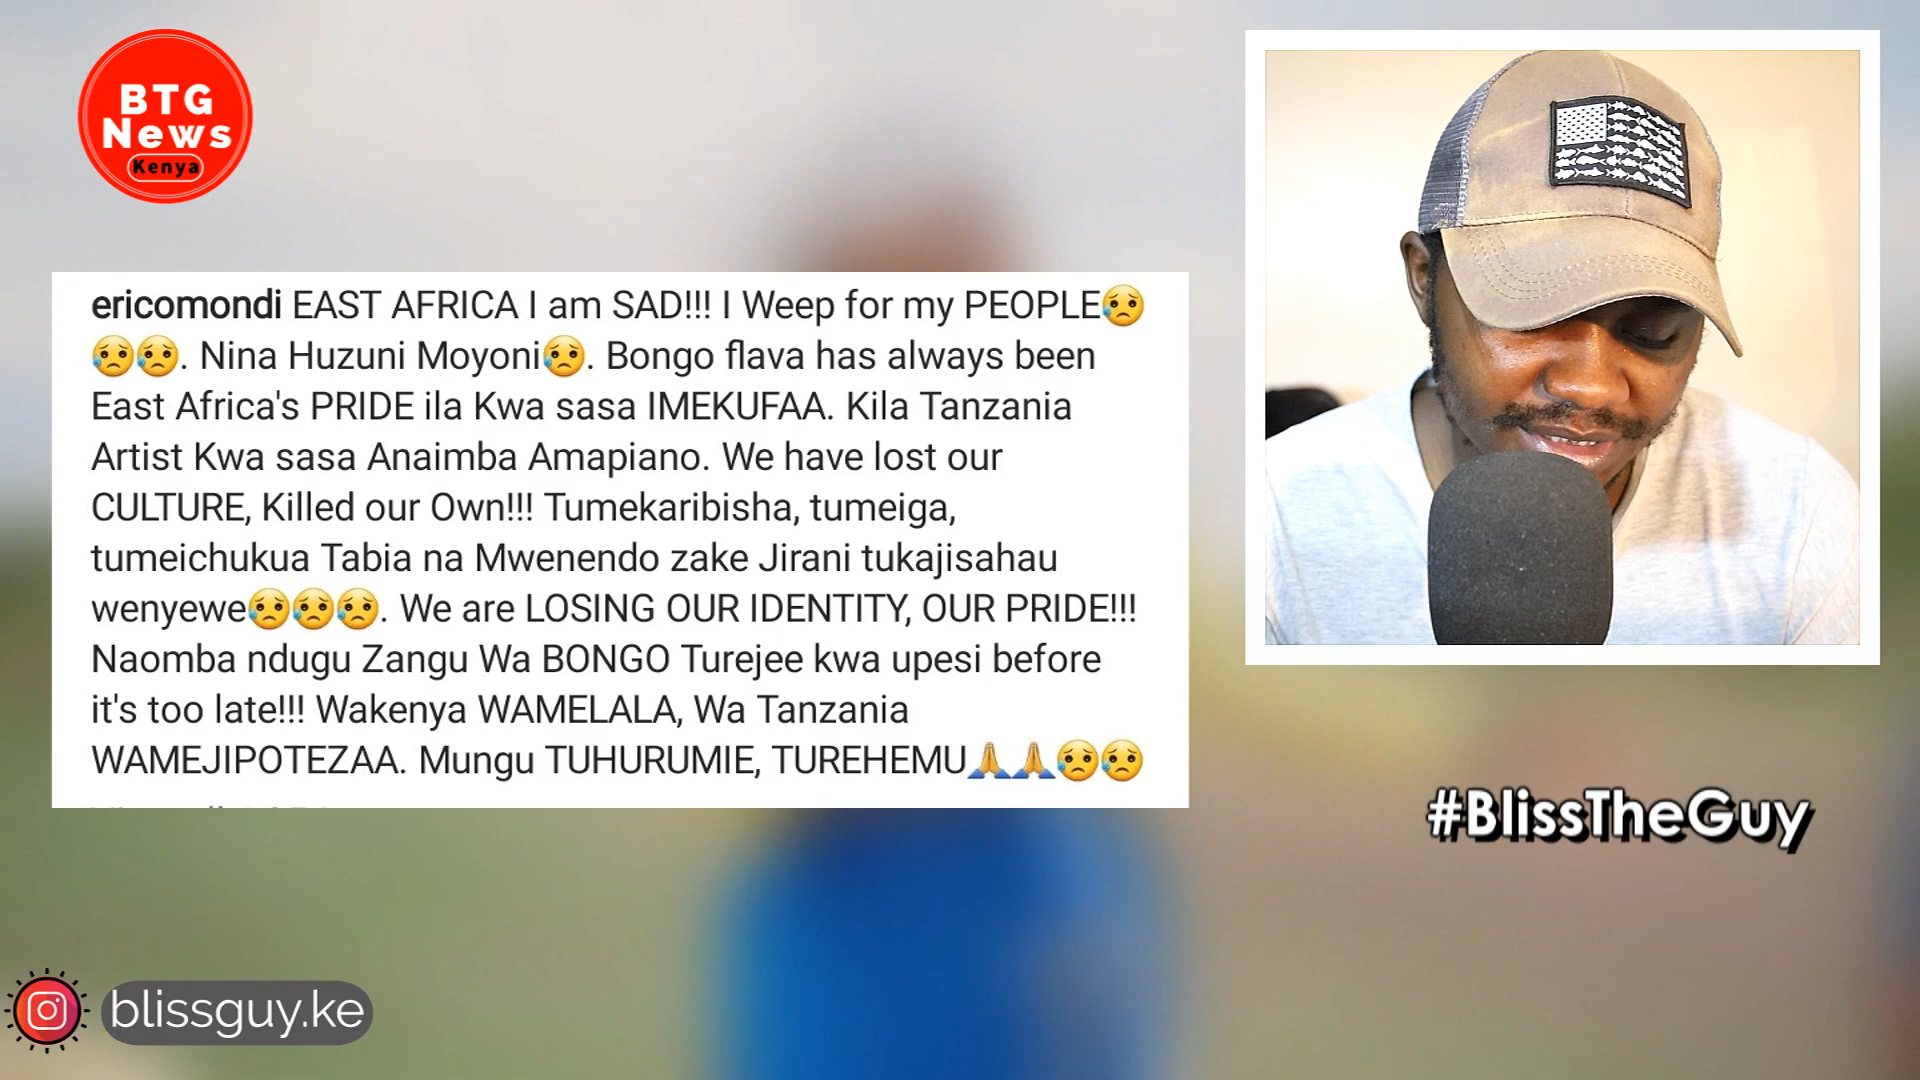 BTG
News
Kenya
ericomondi EAST AFRICA I am SAD!!! I Weep for my PEOPLE😥
😥😥. Nina Huzuni Moyoni😥. Bongo flava has always been
East Africa's PRIDE ila Kwa sasa IMEKUFAA. Kila Tanzania
Artist Kwa sasa Anaimba Amapiano. We have lost our
CULTURE, Killed our Own!!! Tumekaribisha, tumeiga,
tumeichukua Tabia na Mwenendo zake Jirani tukajisahau
wenyewe😥😥😥. We are LOSING OUR IDENTITY, OUR PRIDE!!!
Naomba ndugu Zangu Wa BONGO Turejee kwa upesi before
it's too late!!! Wakenya WAMELALA, Wa Tanzania
WAMEJIPOTEZAA. Mungu TUHURUMIE, TUREHEMU🙏🙏😥😥
#BlissTheGuy
blissguy.ke